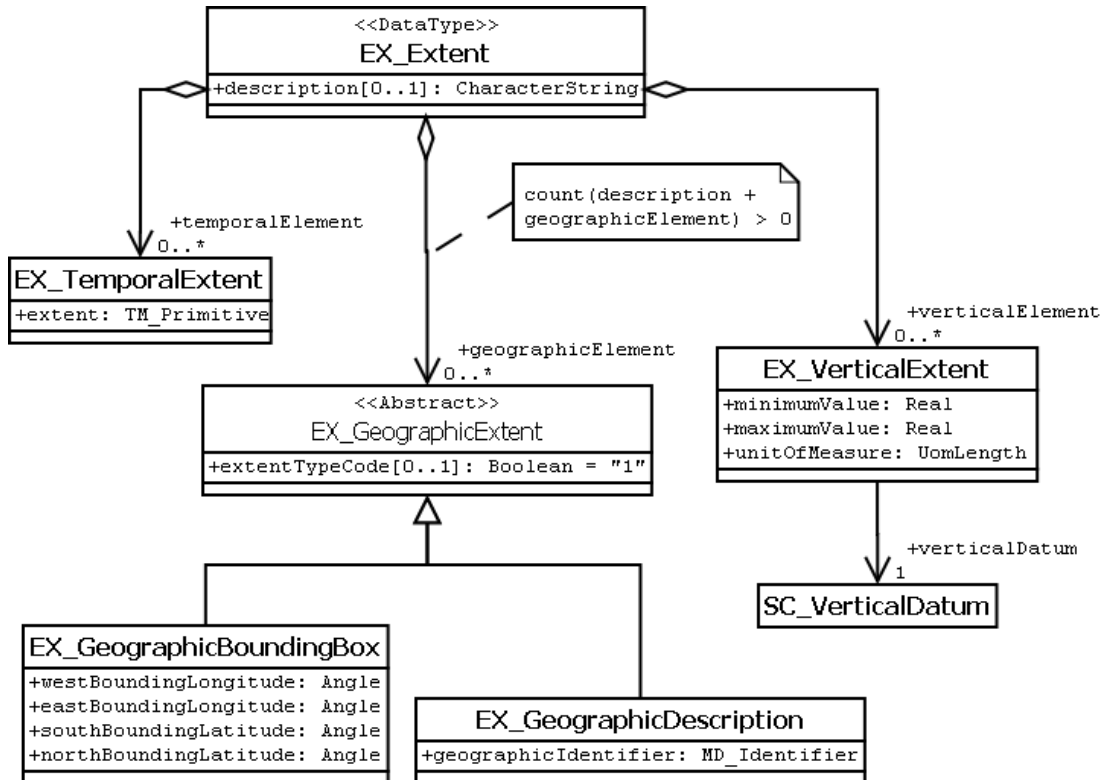 <<DataType>>
EX_Extent
+description[0..1]: CharacterString
count(description +
geographicElement) > 0
+temporalElement
0..*
EX_TemporalExtent
+extent: TM_Primitive
+verticalElement
0..*
EX_VerticalExtent
+minimumValue: Real
+maximumValue: Real
+unitOfMeasure: UomLength
+geographicElement
0..*
<<Abstract>>
EX_GeographicExtent
+extentTypeCode[0..1]: Boolean = "1"
+verticalDatum
1
SC_VerticalDatum
EX_GeographicBoundingBox
+westBoundingLongitude: Angle
+eastBoundingLongitude: Angle
+southBoundingLatitude: Angle
+northBoundingLatitude: Angle
EX_GeographicDescription
+geographicIdentifier: MD_Identifier